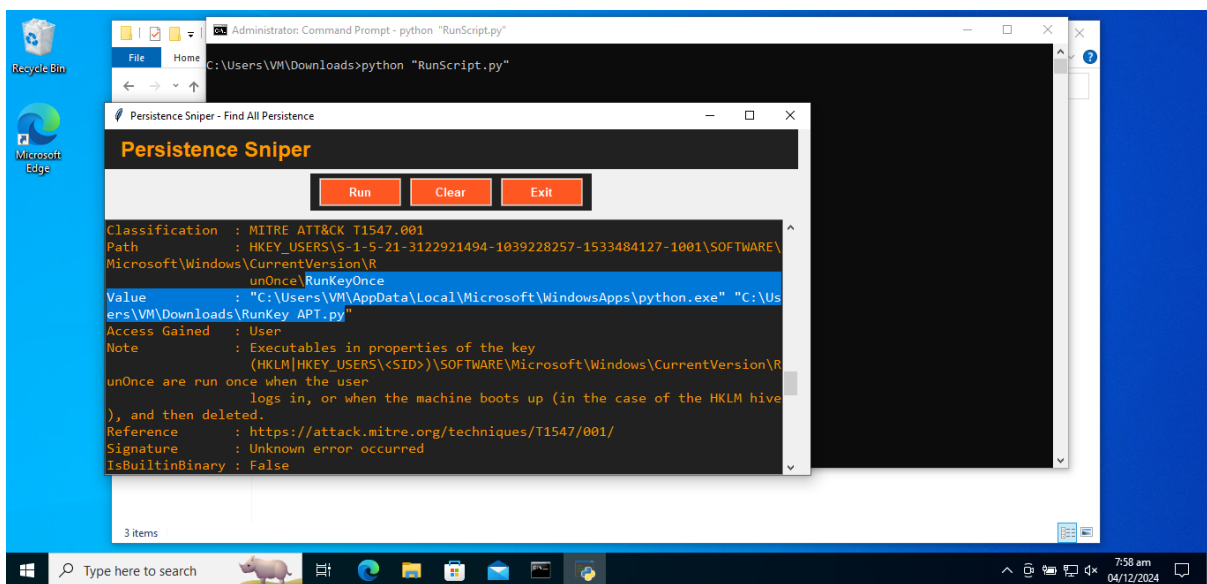 Recycle Bin
Microsoft
Edge
File Home
Administrator: Command Prompt - python "RunScript.py"
C:\Users\VM\Downloads>python "RunScript.py"
Persistence Sniper - Find All Persistence
Persistence Sniper
Run Clear Exit
Classification : MITRE ATT&CK T1547.001
Path : HKEY_USERS\S-1-5-21-3122921494-1039228257-1533484127-1001\SOFTWARE\
Microsoft\Windows\CurrentVersion\R
unOnce\RunKeyOnce
Value : "C:\Users\VM\AppData\Local\Microsoft\WindowsApps\python.exe" "C:\Us
ers\VM\Downloads\RunKey APT.py"
Access Gained : User
Note : Executables in properties of the key
(HKLM|HKEY_USERS\<SID>)\SOFTWARE\Microsoft\Windows\CurrentVersion\R
unOnce are run once when the user
logs in, or when the machine boots up (in the case of the HKLM hive
), and then deleted.
Reference : https://attack.mitre.org/techniques/T1547/001/
Signature : Unknown error occurred
IsBuiltinBinary : False
3 items
Type here to search
7:58 am
04/12/2024